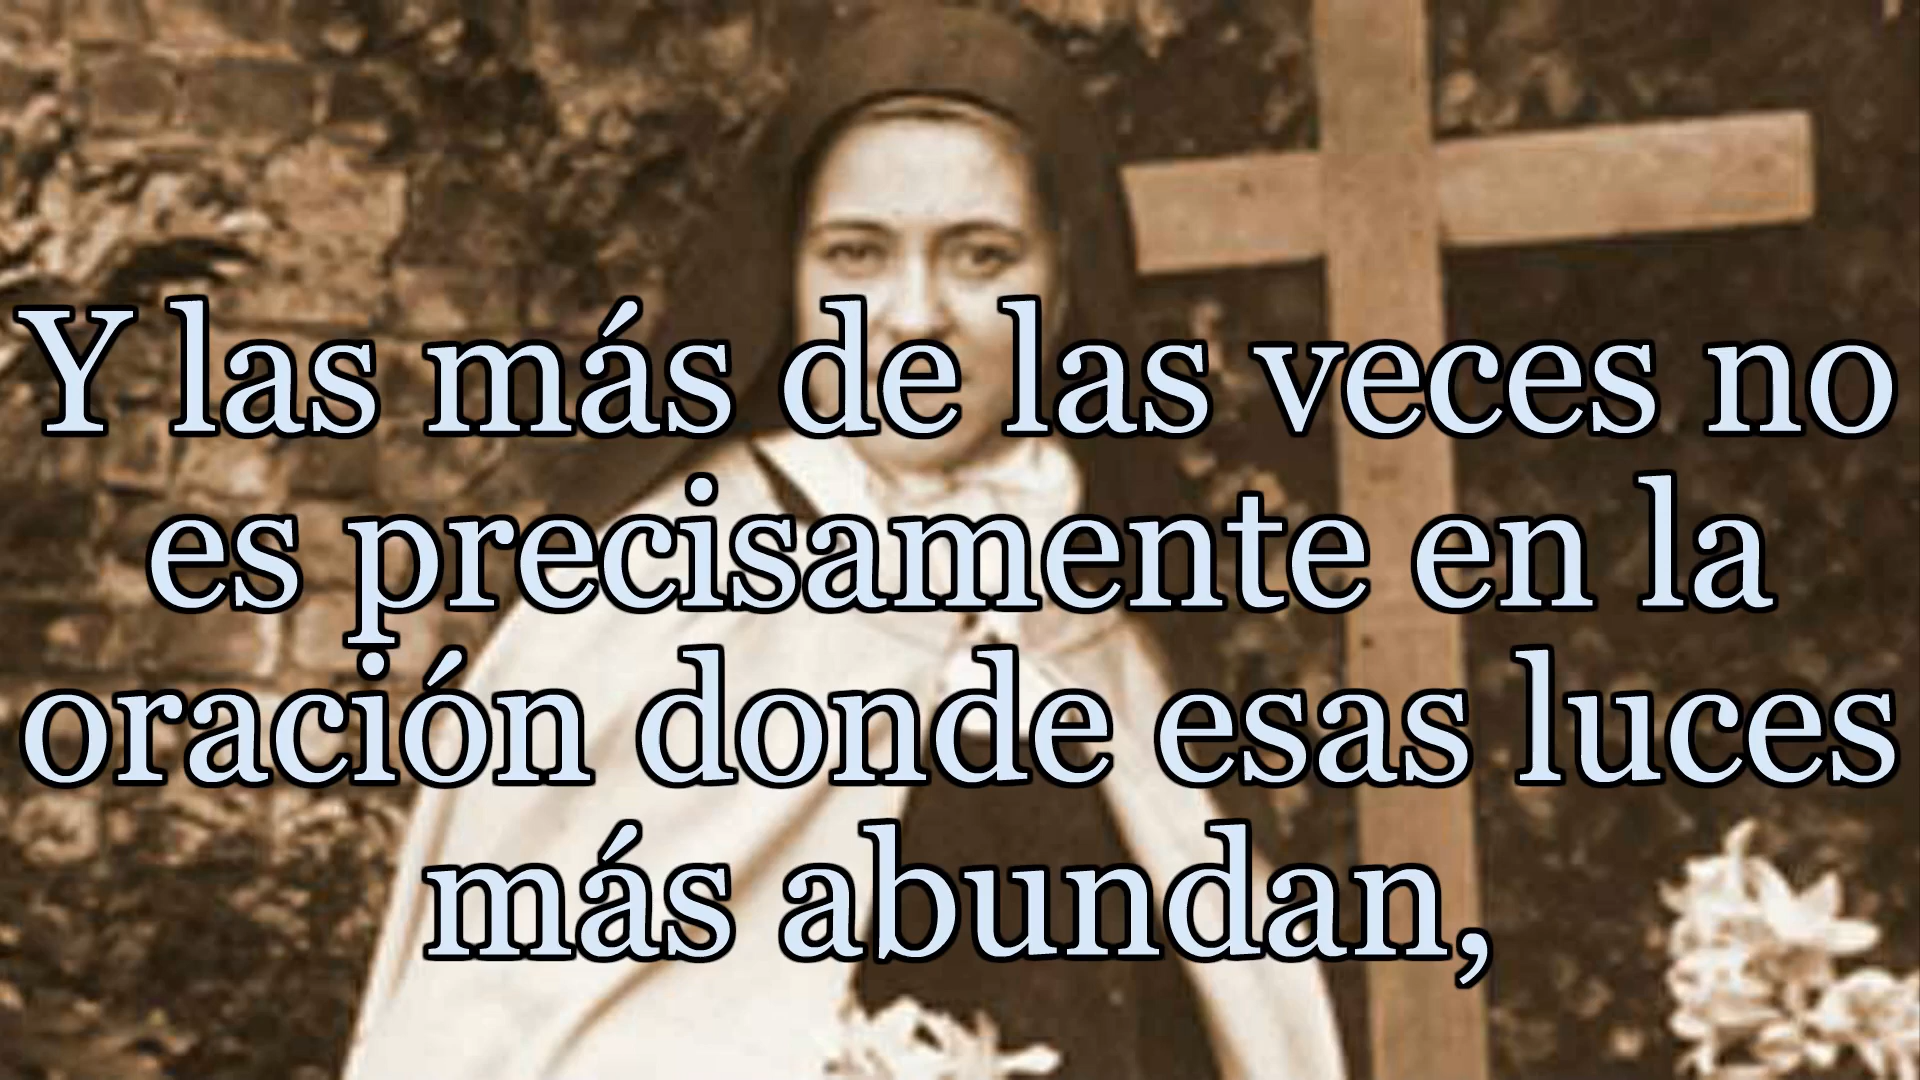 Y las más de las veces no
es precisamente en la
oración donde esas luces
más abundan,